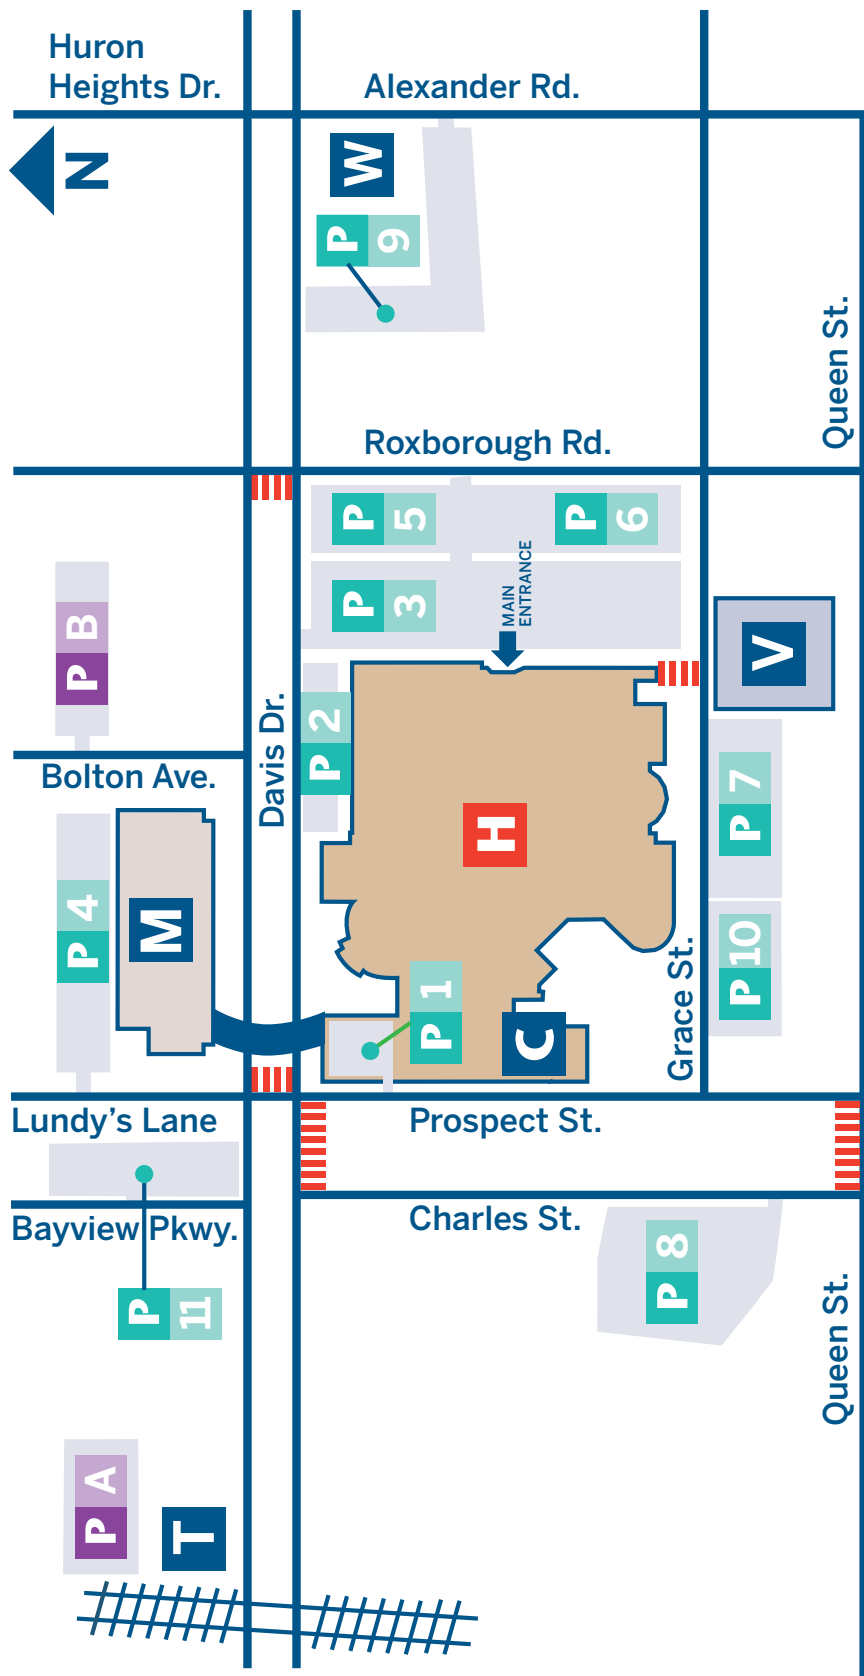 Huron
Heights Dr.
Alexander Rd.
N
W
P 9
Queen St.
Roxborough Rd.
P 5
P 6
P 3
MAIN
ENTRANCE
P B
V
Davis Dr.
P 2
Bolton Ave.
P 7
H
P 4
M
P 10
Grace St.
P 1
C
Lundy's Lane
Prospect St.
Bayview Pkwy.
Charles St.
P 8
P 11
Queen St.
P A
T